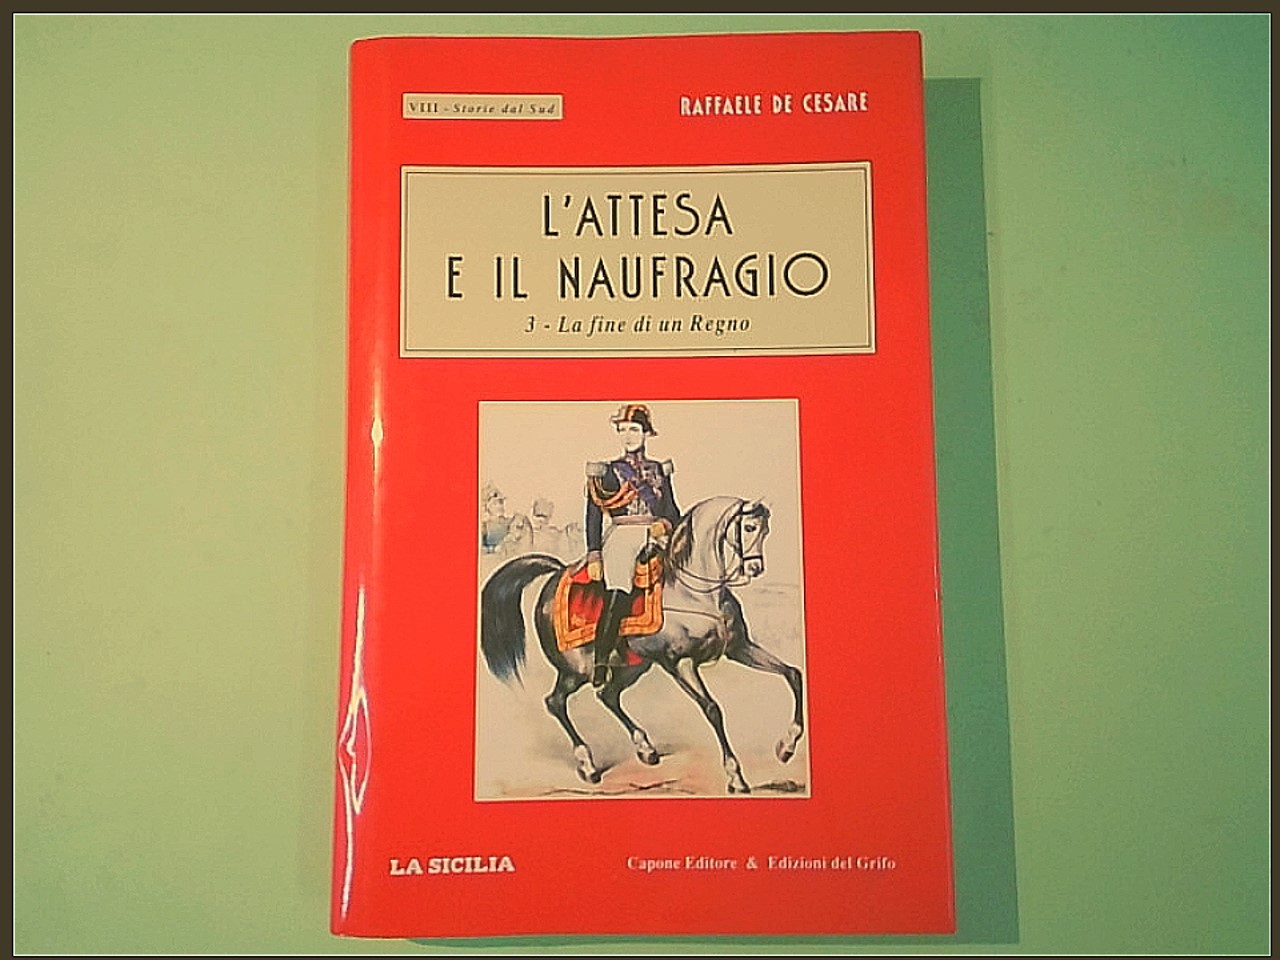 VIII - Storie dal Sud
RAFFAELE DE CESARE
L'ATTESA
E IL NAUFRAGIO
3 - La fine di un Regno
LA SICILIA
Capone Editore & Edizioni del Grifo